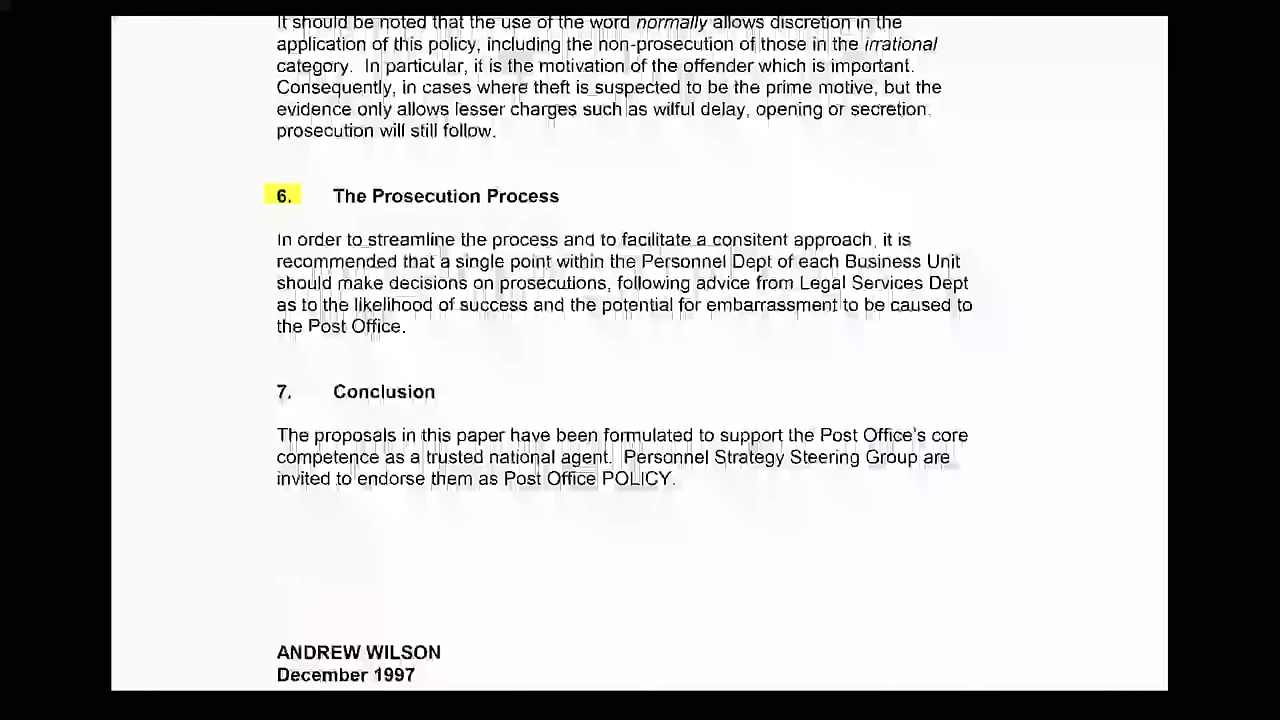 It should be noted that the use of the word normally allows discretion in the
application of this policy, including the non-prosecution of those in the irrational
category. In particular, it is the motivation of the offender which is important.
Consequently, in cases where theft is suspected to be the prime motive, but the
evidence only allows lesser charges such as wilful delay, opening or secretion,
prosecution will still follow.
6. The Prosecution Process
In order to streamline the process and to facilitate a consitent approach, it is
recommended that a single point within the Personnel Dept of each Business Unit
should make decisions on prosecutions, following advice from Legal Services Dept
as to the likelihood of success and the potential for embarrassment to be caused to
the Post Office.
7. Conclusion
The proposals in this paper have been formulated to support the Post Office's core
competence as a trusted national agent. Personnel Strategy Steering Group are
invited to endorse them as Post Office POLICY.
ANDREW WILSON
December 1997